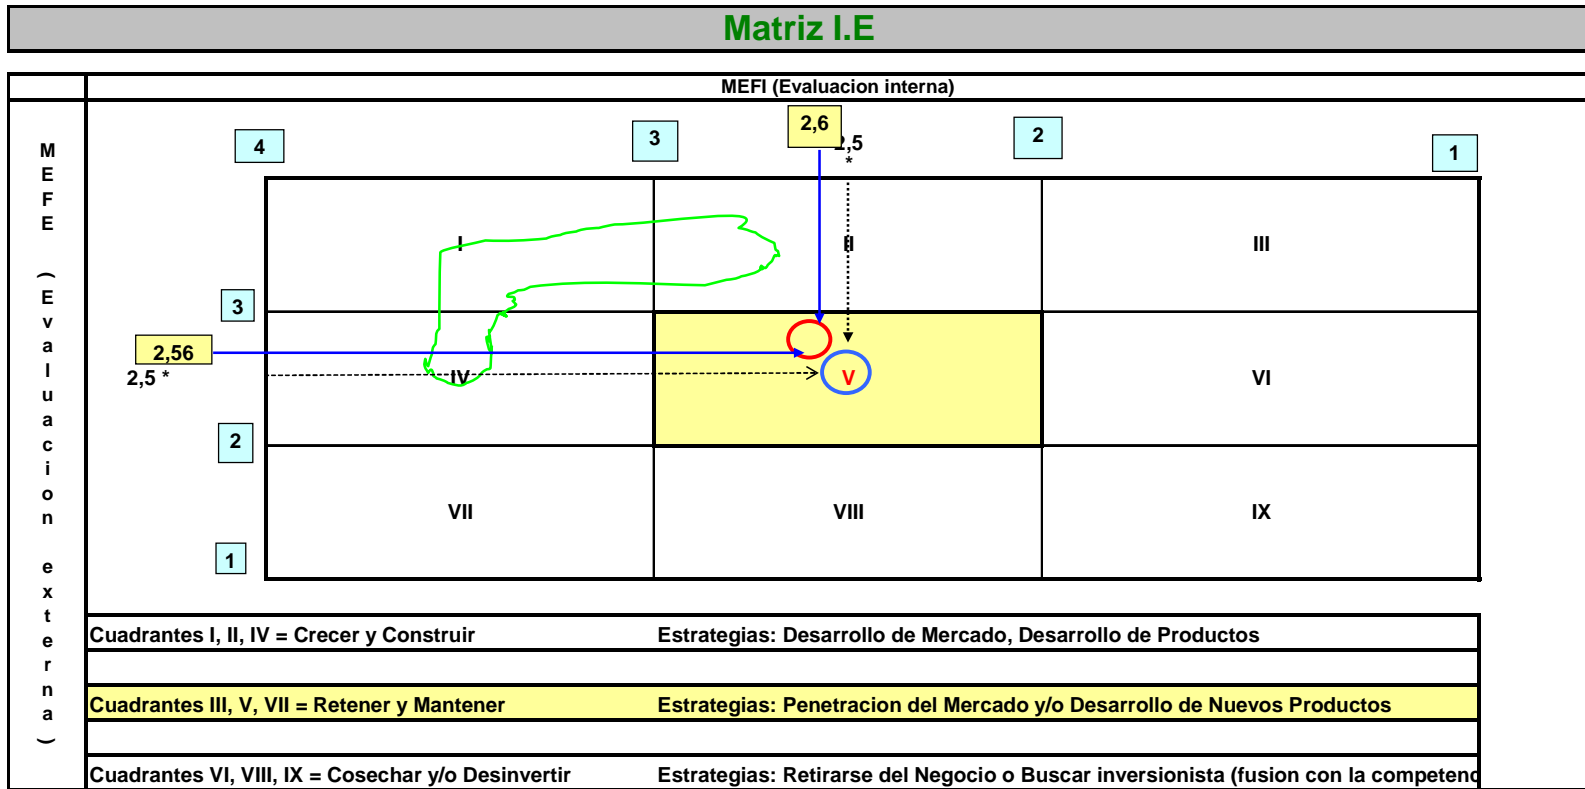 Matriz I.E
MEFI (Evaluacion interna)
MEFE (Evaluacion externa)
4
3
2,6
2,5
*
2
1
I
II
III
3
2,56
2,5 *
IV
V
VI
2
VII
VIII
IX
1
Cuadrantes I, II, IV = Crecer y Construir Estrategias: Desarrollo de Mercado, Desarrollo de Productos
Cuadrantes III, V, VII = Retener y Mantener Estrategias: Penetracion del Mercado y/o Desarrollo de Nuevos Productos
Cuadrantes VI, VIII, IX = Cosechar y/o Desinvertir Estrategias: Retirarse del Negocio o Buscar inversionista (fusion con la competenc